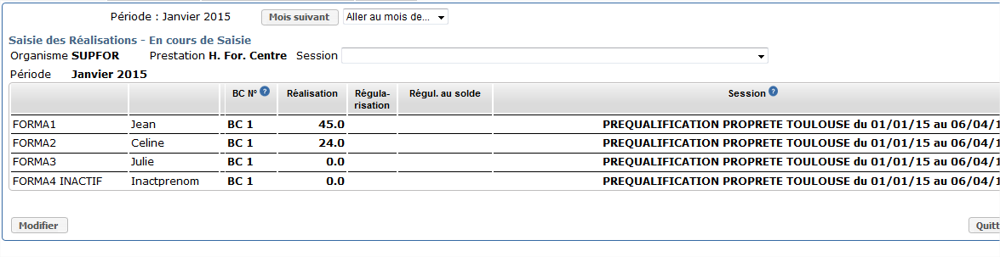 Période : Janvier 2015 Mois suivant Aller au mois de...
Saisie des Réalisations - En cours de Saisie
Organisme SUPFOR Prestation H. For. Centre Session
Période Janvier 2015
BC N° ? Réalisation Régula-risation Régul. au solde Session ?
FORMA1 Jean BC 1 45.0 PREQUALIFICATION PROPRETE TOULOUSE du 01/01/15 au 06/04/1
FORMA2 Celine BC 1 24.0 PREQUALIFICATION PROPRETE TOULOUSE du 01/01/15 au 06/04/1
FORMA3 Julie BC 1 0.0 PREQUALIFICATION PROPRETE TOULOUSE du 01/01/15 au 06/04/1
FORMA4 INACTIF Inactprenom BC 1 0.0 PREQUALIFICATION PROPRETE TOULOUSE du 01/01/15 au 06/04/1
Modifier Quitt